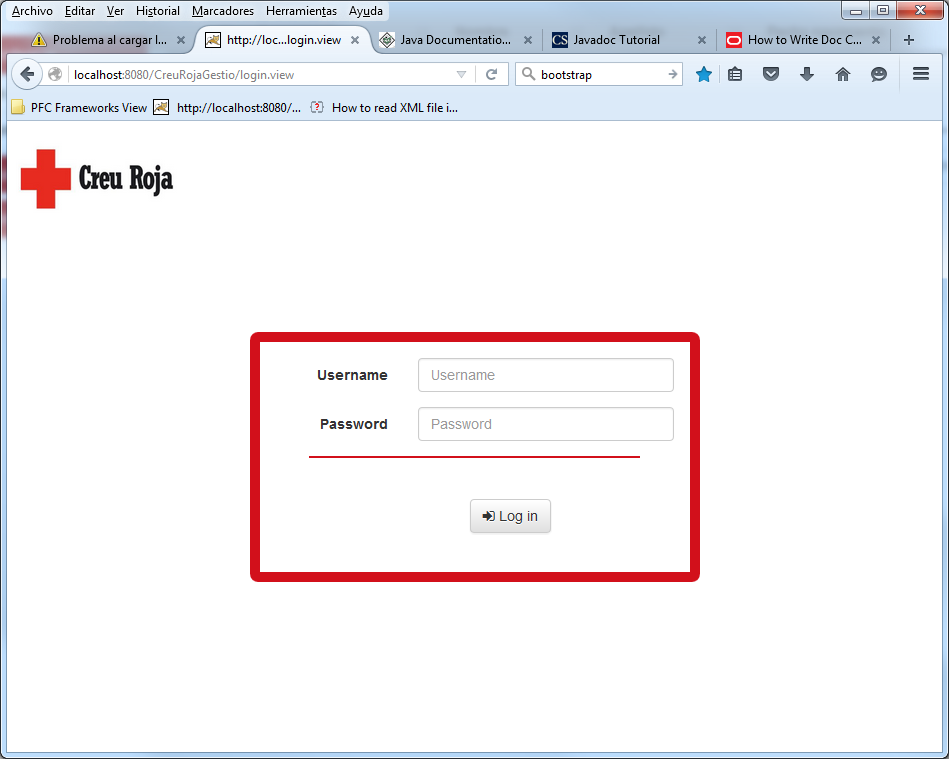 Archivo Editar Ver Historial Marcadores Herramientas Ayuda
Problema al cargar l... http://loc...login.view Java Documentatio... CS Javadoc Tutorial How to Write Doc C...
localhost:8080/CreuRojaGestio/login.view bootstrap
PFC Frameworks View http://localhost:8080/... How to read XML file i...
Creu Roja
Username Username
Password Password
Log in